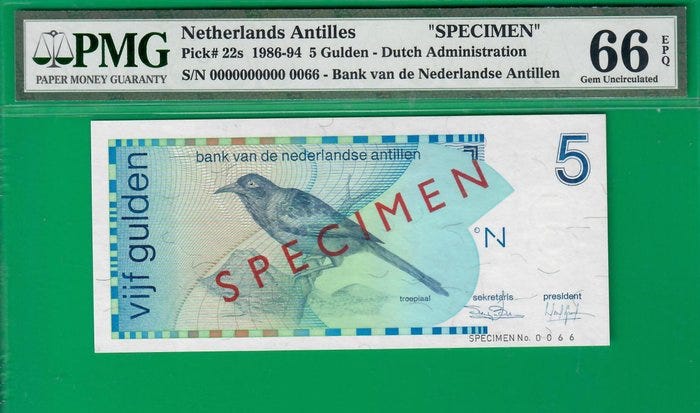 PMG
PAPER MONEY GUARANTY
Netherlands Antilles "SPECIMEN"
Pick# 22s 1986-94 5 Gulden - Dutch Administration
S/N 0000000000 0066 - Bank van de Nederlandse Antillen
66 EPQ
Gem Uncirculated
bank van de nederlandse antillen
5
vijf gulden
SPECIMEN
©N
troepiaal
sekretaris president
SPECIMEN No. 0066